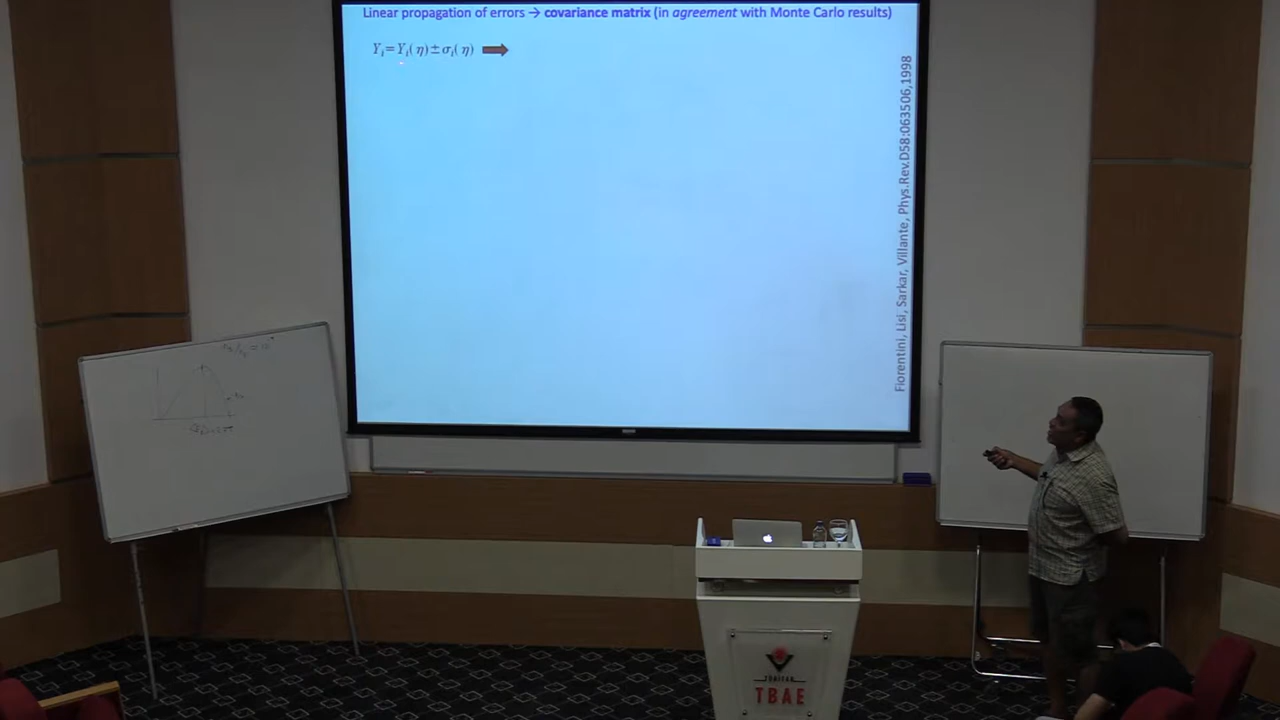 Linear propagation of errors → covariance matrix (in agreement with Monte Carlo results)
Yᵢ=Yᵢ( η)±σᵢ( η)
Fiorentini, Lisi, Sarkar, Villante, Phys.Rev.D58:063506,1998
TBAE